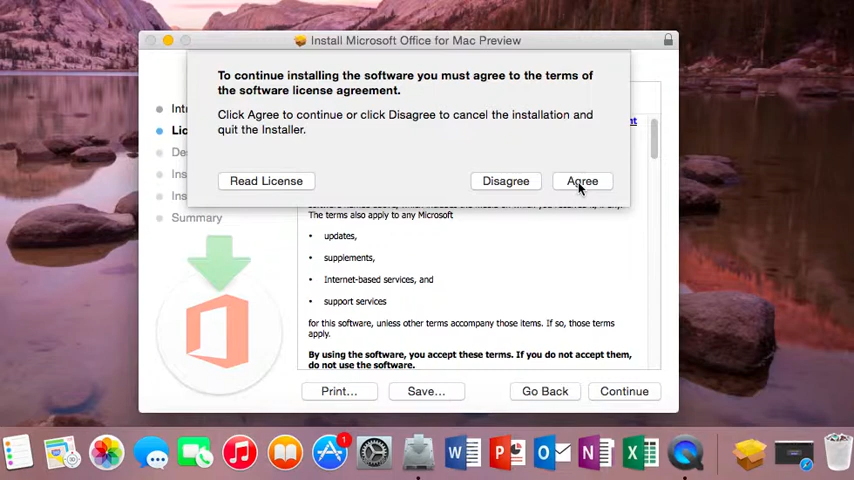 Install Microsoft Office for Mac Preview
To continue installing the software you must agree to the terms of
the software license agreement.
Click Agree to continue or click Disagree to cancel the installation and
quit the Installer.
Read License
Disagree
Agree
Summary
The terms also apply to any Microsoft
• updates,
• supplements,
• Internet-based services, and
• support services
for this software, unless other terms accompany those items. If so, those terms
apply.
By using the software, you accept these terms. If you do not accept them,
do not use the software.
Print...
Save...
Go Back
Continue
1
W
P
O
N
X